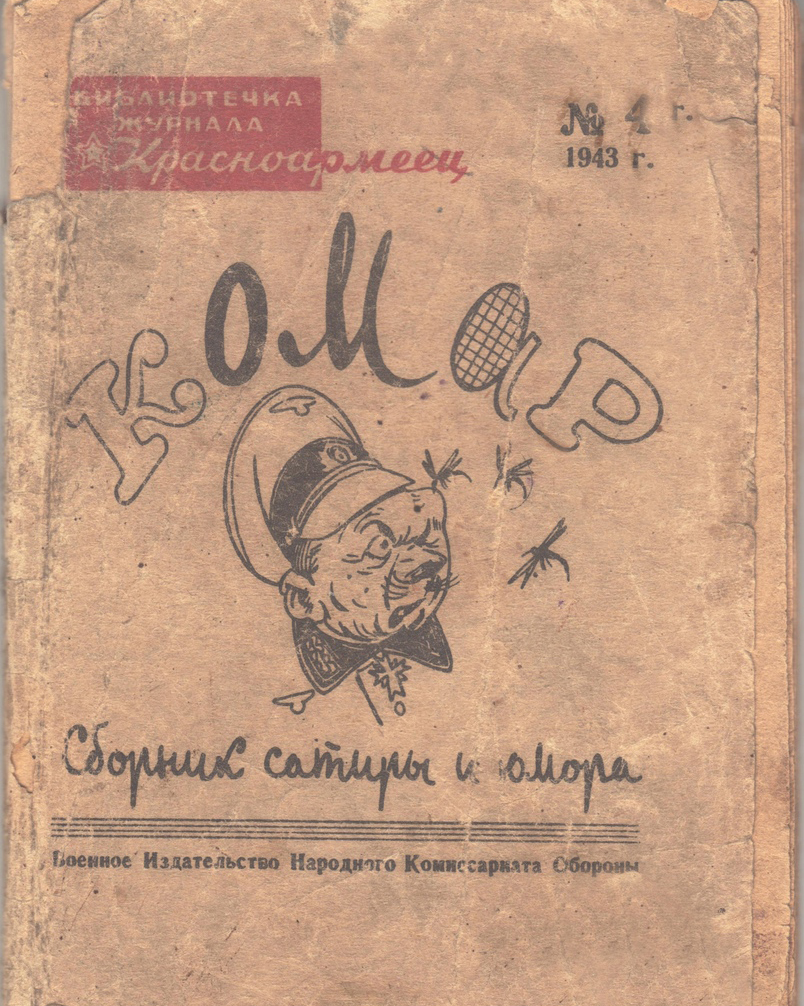 БИБЛИОТЕЧКА
ЖУРНАЛА
Красноармеец
№ 4 г.
1943 г.
КОМАР
Сборник сатиры и юмора
Военное Издательство Народного Комиссариата Обороны